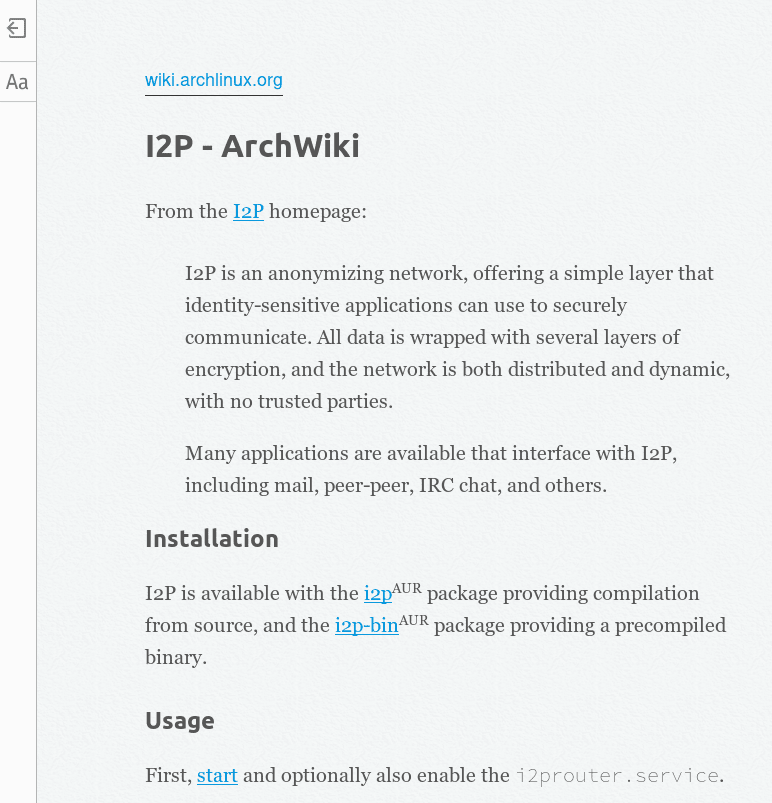 Aa
wiki.archlinux.org
I2P - ArchWiki
From the I2P homepage:
I2P is an anonymizing network, offering a simple layer that
identity-sensitive applications can use to securely
communicate. All data is wrapped with several layers of
encryption, and the network is both distributed and dynamic,
with no trusted parties.
Many applications are available that interface with I2P,
including mail, peer-peer, IRC chat, and others.
Installation
I2P is available with the i2pAUR package providing compilation
from source, and the i2p-binAUR package providing a precompiled
binary.
Usage
First, start and optionally also enable the i2prouter.service.